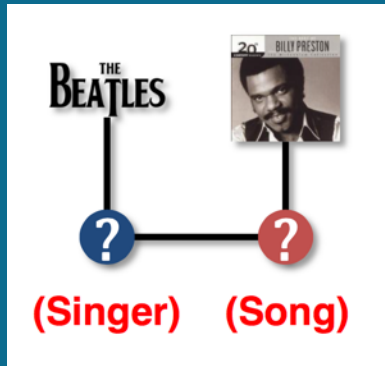 THE
BEATLES
20th
BILLY PRESTON
?
?
(Singer)
(Song)